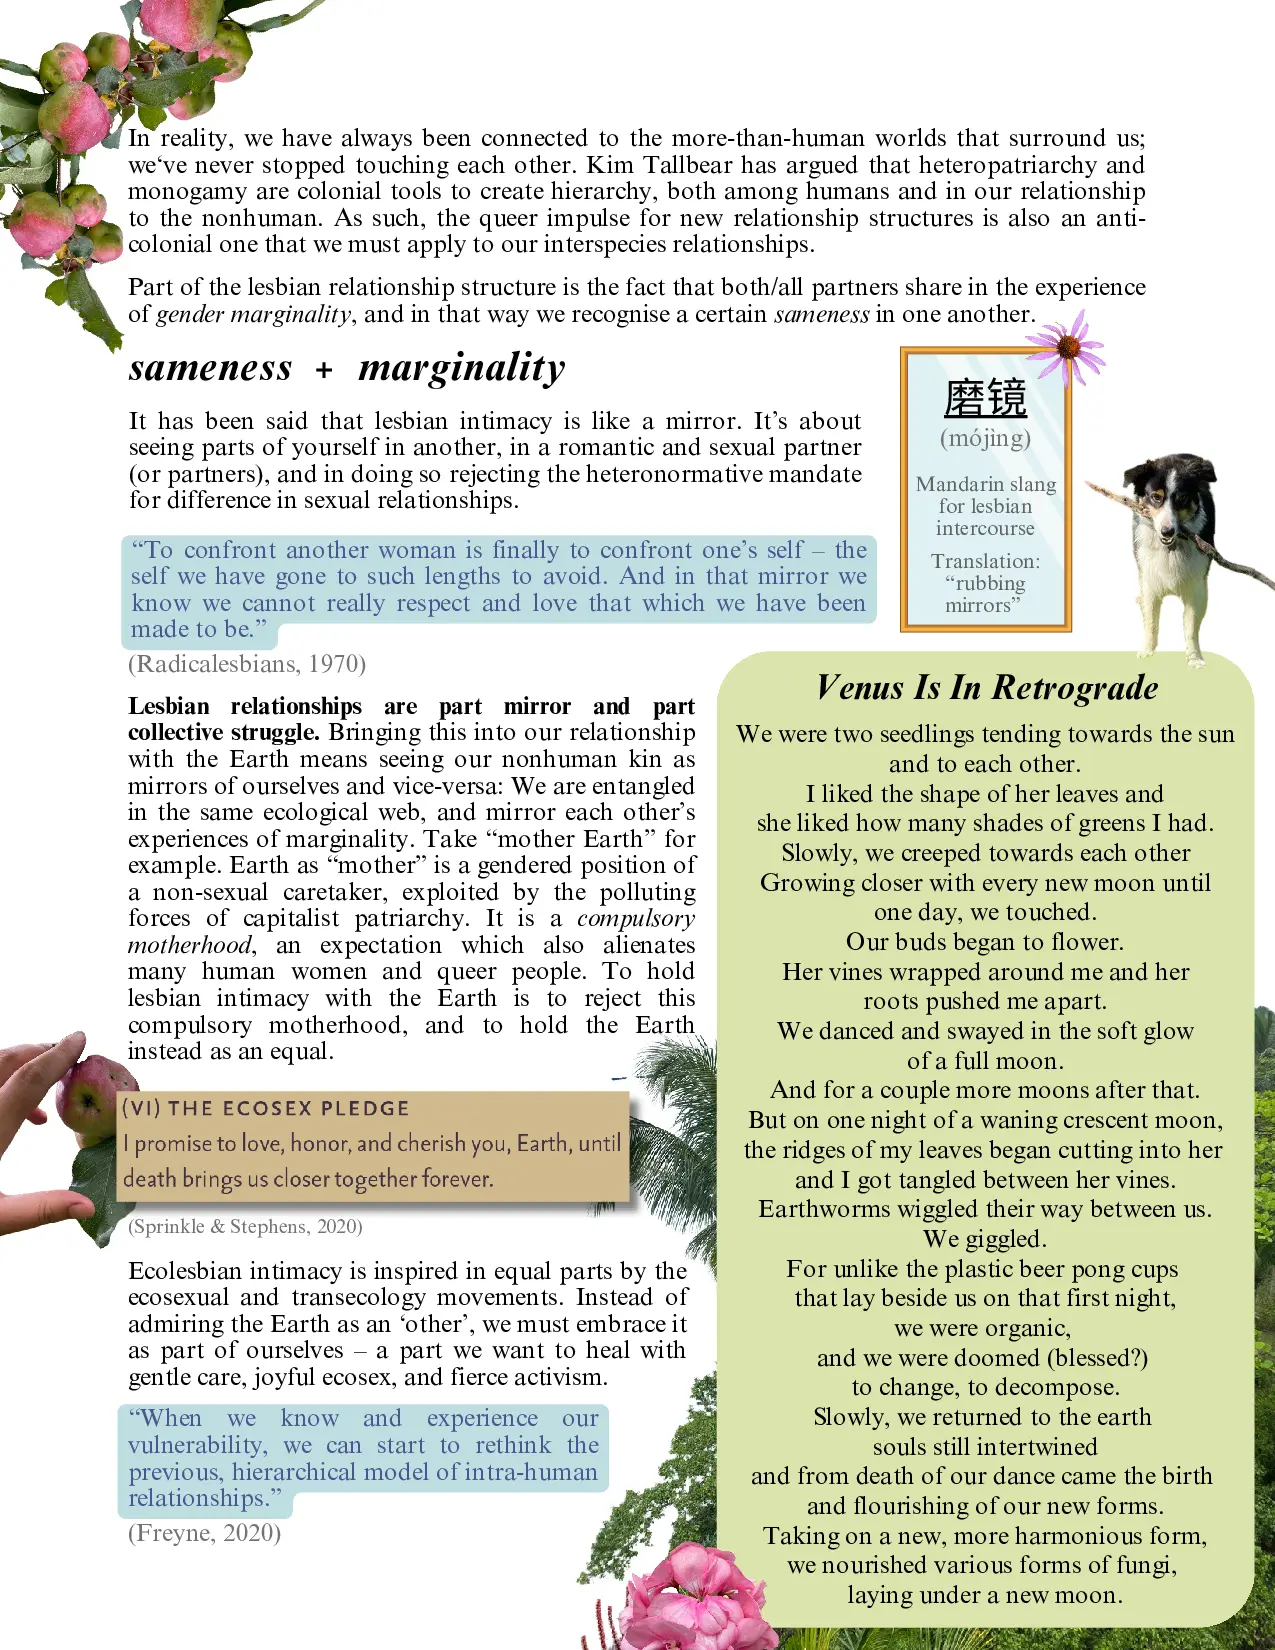 In reality, we have always been connected to the more-than-human worlds that surround us;
we‘ve never stopped touching each other. Kim Tallbear has argued that heteropatriarchy and
monogamy are colonial tools to create hierarchy, both among humans and in our relationship
to the nonhuman. As such, the queer impulse for new relationship structures is also an anti-
colonial one that we must apply to our interspecies relationships.
Part of the lesbian relationship structure is the fact that both/all partners share in the experience
of gender marginality, and in that way we recognise a certain sameness in one another.
sameness + marginality
It has been said that lesbian intimacy is like a mirror. It’s about
seeing parts of yourself in another, in a romantic and sexual partner
(or partners), and in doing so rejecting the heteronormative mandate
for difference in sexual relationships.
磨镜
(mójìng)
Mandarin slang
for lesbian
intercourse
Translation:
“rubbing
mirrors”
“To confront another woman is finally to confront one’s self – the
self we have gone to such lengths to avoid. And in that mirror we
know we cannot really respect and love that which we have been
made to be.”
(Radicalesbians, 1970)
Lesbian relationships are part mirror and part
collective struggle. Bringing this into our relationship
with the Earth means seeing our nonhuman kin as
mirrors of ourselves and vice-versa: We are entangled
in the same ecological web, and mirror each other’s
experiences of marginality. Take “mother Earth” for
example. Earth as “mother” is a gendered position of
a non-sexual caretaker, exploited by the polluting
forces of capitalist patriarchy. It is a compulsory
motherhood, an expectation which also alienates
many human women and queer people. To hold
lesbian intimacy with the Earth is to reject this
compulsory motherhood, and to hold the Earth
instead as an equal.
(VI) THE ECOSEX PLEDGE
I promise to love, honor, and cherish you, Earth, until
death brings us closer together forever.
(Sprinkle & Stephens, 2020)
Ecolesbian intimacy is inspired in equal parts by the
ecosexual and transecology movements. Instead of
admiring the Earth as an ‘other’, we must embrace it
as part of ourselves – a part we want to heal with
gentle care, joyful ecosex, and fierce activism.
“When we know and experience our
vulnerability, we can start to rethink the
previous, hierarchical model of intra-human
relationships.”
(Freyne, 2020)
Venus Is In Retrograde
We were two seedlings tending towards the sun
and to each other.
I liked the shape of her leaves and
she liked how many shades of greens I had.
Slowly, we creeped towards each other
Growing closer with every new moon until
one day, we touched.
Our buds began to flower.
Her vines wrapped around me and her
roots pushed me apart.
We danced and swayed in the soft glow
of a full moon.
And for a couple more moons after that.
But on one night of a waning crescent moon,
the ridges of my leaves began cutting into her
and I got tangled between her vines.
Earthworms wiggled their way between us.
We giggled.
For unlike the plastic beer pong cups
that lay beside us on that first night,
we were organic,
and we were doomed (blessed?)
to change, to decompose.
Slowly, we returned to the earth
souls still intertwined
and from death of our dance came the birth
and flourishing of our new forms.
Taking on a new, more harmonious form,
we nourished various forms of fungi,
laying under a new moon.